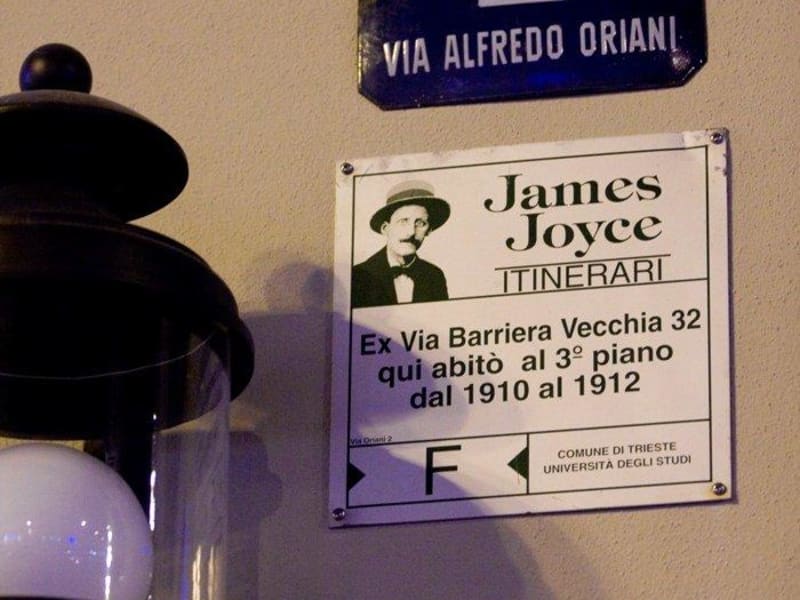 VIA ALFREDO ORIANI
James
Joyce
ITINERARI
Ex Via Barriera Vecchia 32
qui abitò al 3º piano
dal 1910 al 1912
Via Oriani 2
F
COMUNE DI TRIESTE
UNIVERSITÀ DEGLI STUDI